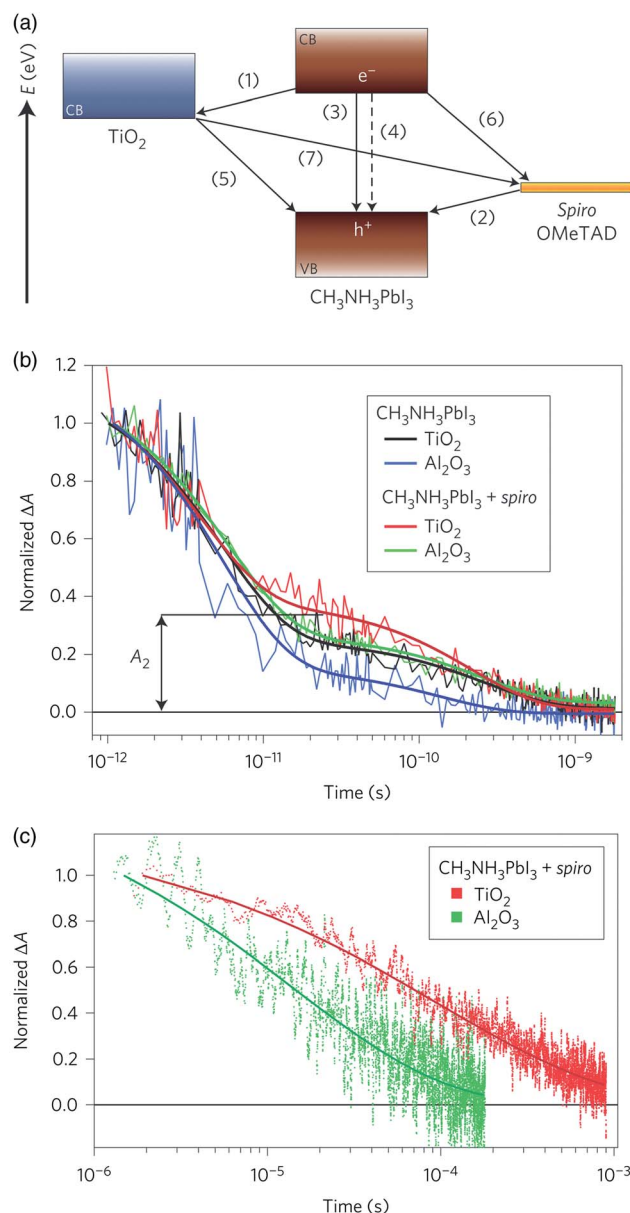 (a)
E (eV)
CB
CB
e⁻
(1)
(3)
(4)
(6)
TiO₂
(7)
(5)
(2)
h⁺
Spiro
OMeTAD
VB
CH₃NH₃PbI₃
(b)
1.2
1.0
0.8
0.6
0.4
0.2
0.0
Normalized ΔA
A₂
CH₃NH₃PbI₃
TiO₂
Al₂O₃
CH₃NH₃PbI₃ + spiro
TiO₂
Al₂O₃
10⁻¹²
10⁻¹¹
10⁻¹⁰
10⁻⁹
Time (s)
(c)
1.0
0.8
0.6
0.4
0.2
0.0
Normalized ΔA
CH₃NH₃PbI₃ + spiro
TiO₂
Al₂O₃
10⁻⁶
10⁻⁵
10⁻⁴
10⁻³
Time (s)